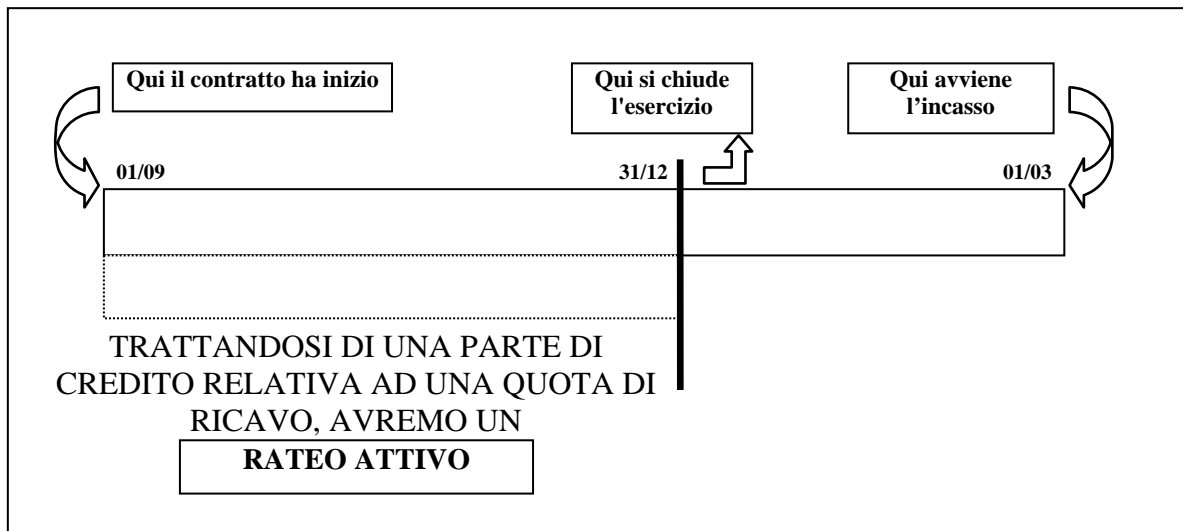 Qui il contratto ha inizio
Qui si chiude
l'esercizio
Qui avviene
l’incasso
01/09
31/12
01/03
TRATTANDOSI DI UNA PARTE DI
CREDITO RELATIVA AD UNA QUOTA DI
RICAVO, AVREMO UN
RATEO ATTIVO